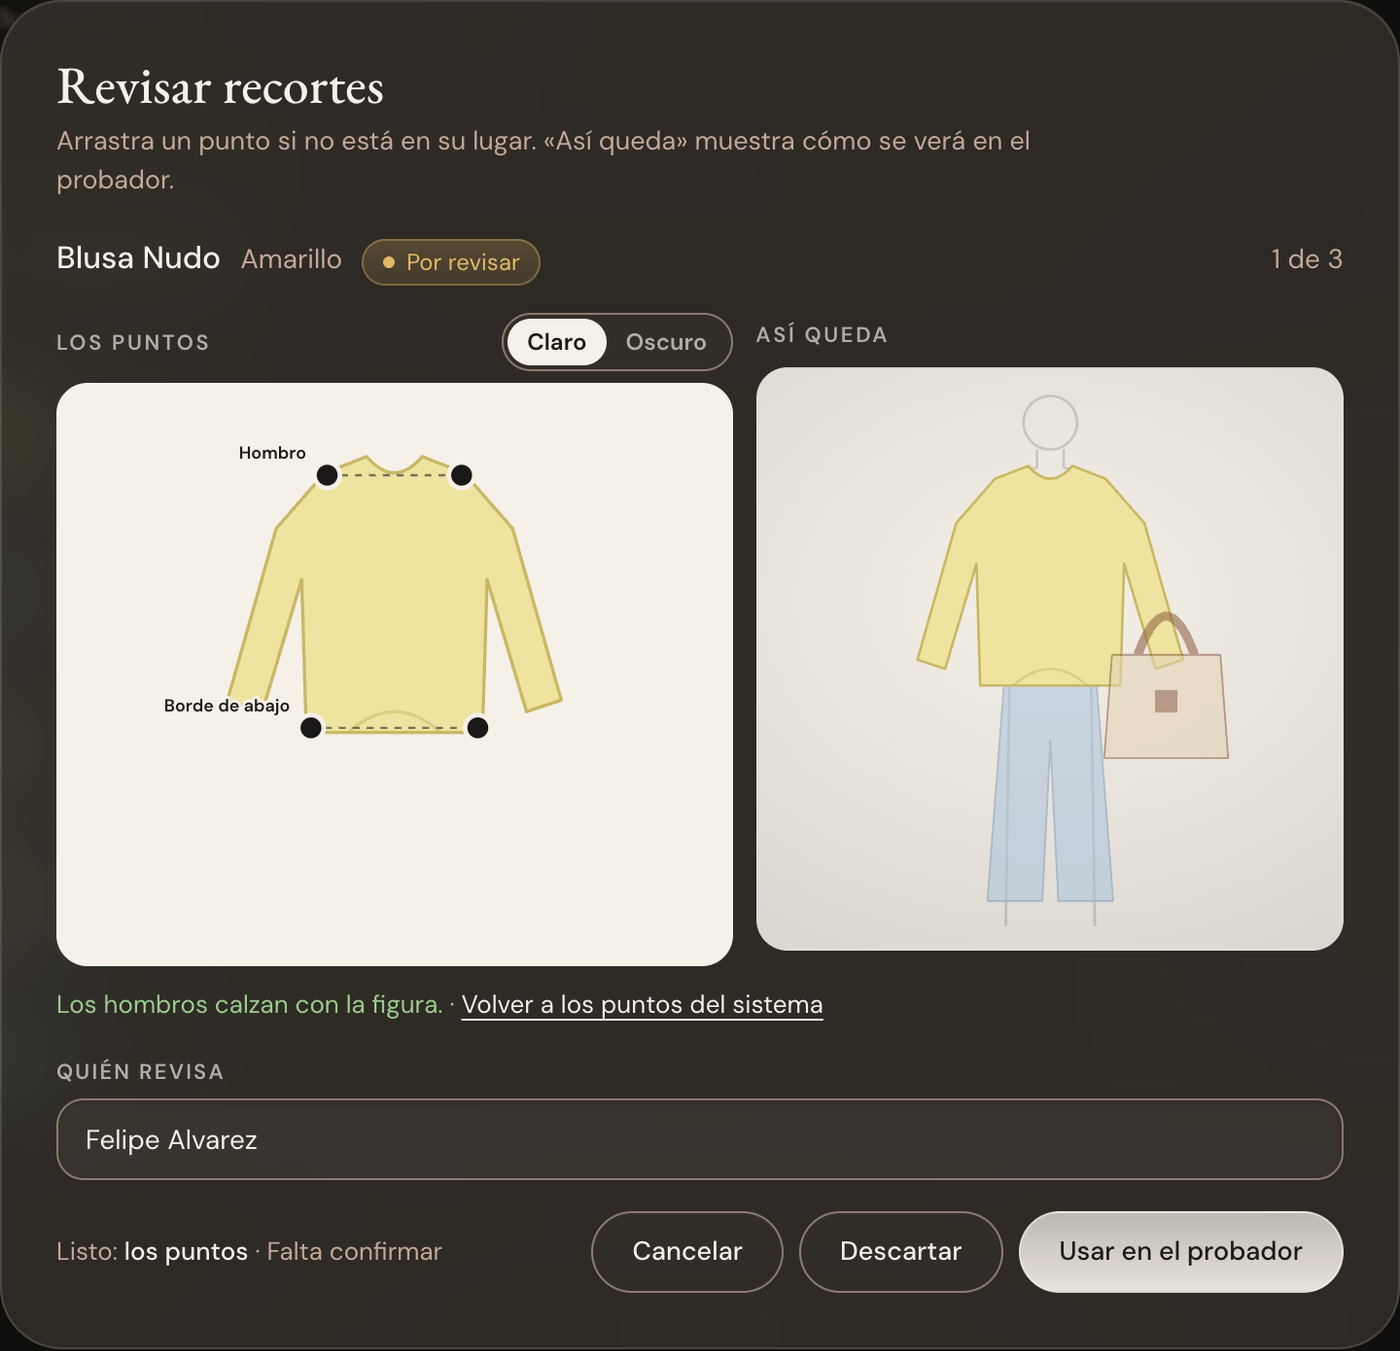 Revisar recortes
Arrastra un punto si no está en su lugar. «Así queda» muestra cómo se verá en el
probador.
Blusa Nudo Amarillo Por revisar 1 de 3
LOS PUNTOS Claro Oscuro ASÍ QUEDA
Hombro
Borde de abajo
Los hombros calzan con la figura. · Volver a los puntos del sistema
QUIÉN REVISA
Felipe Alvarez
Listo: los puntos · Falta confirmar Cancelar Descartar Usar en el probador